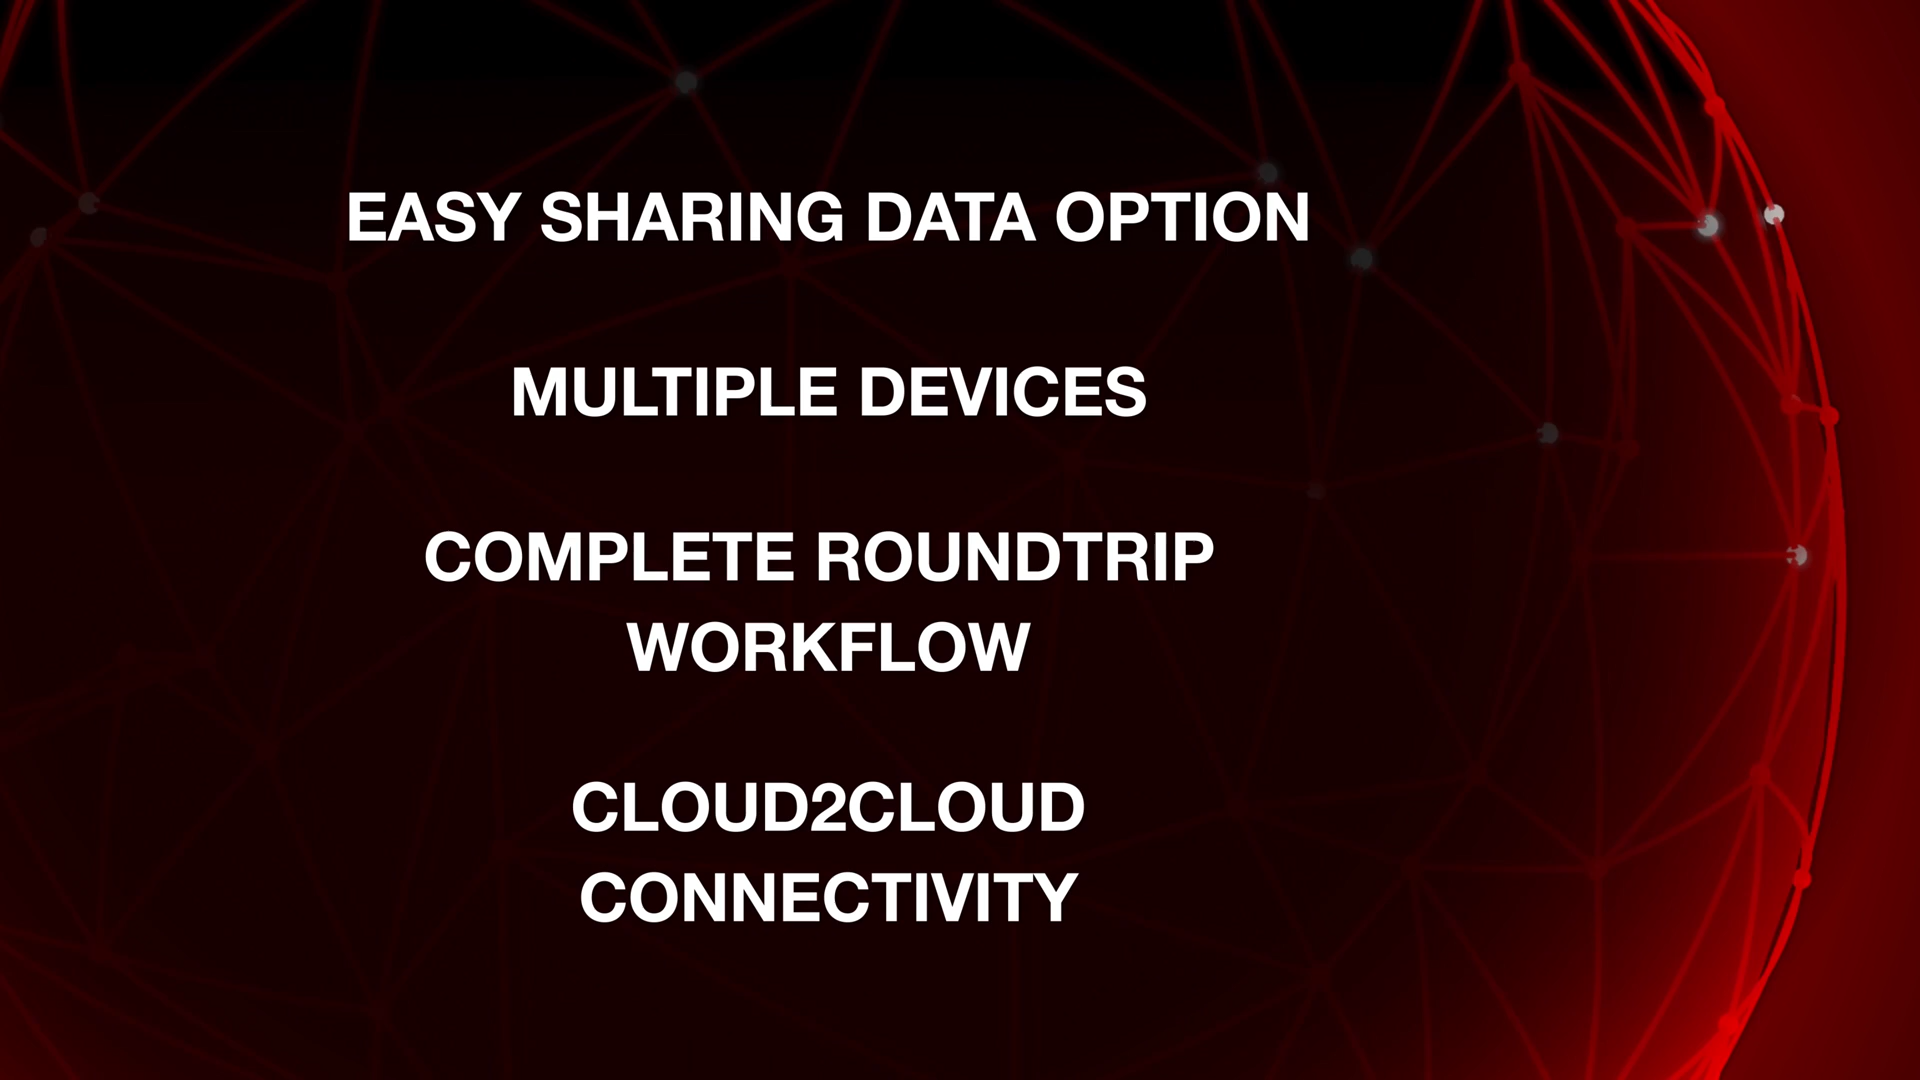 EASY SHARING DATA OPTION
MULTIPLE DEVICES
COMPLETE ROUNDTRIP
WORKFLOW
CLOUD2CLOUD
CONNECTIVITY